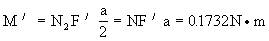 M′ = N₂F′ a/2 = NF′ a = 0.1732N•m